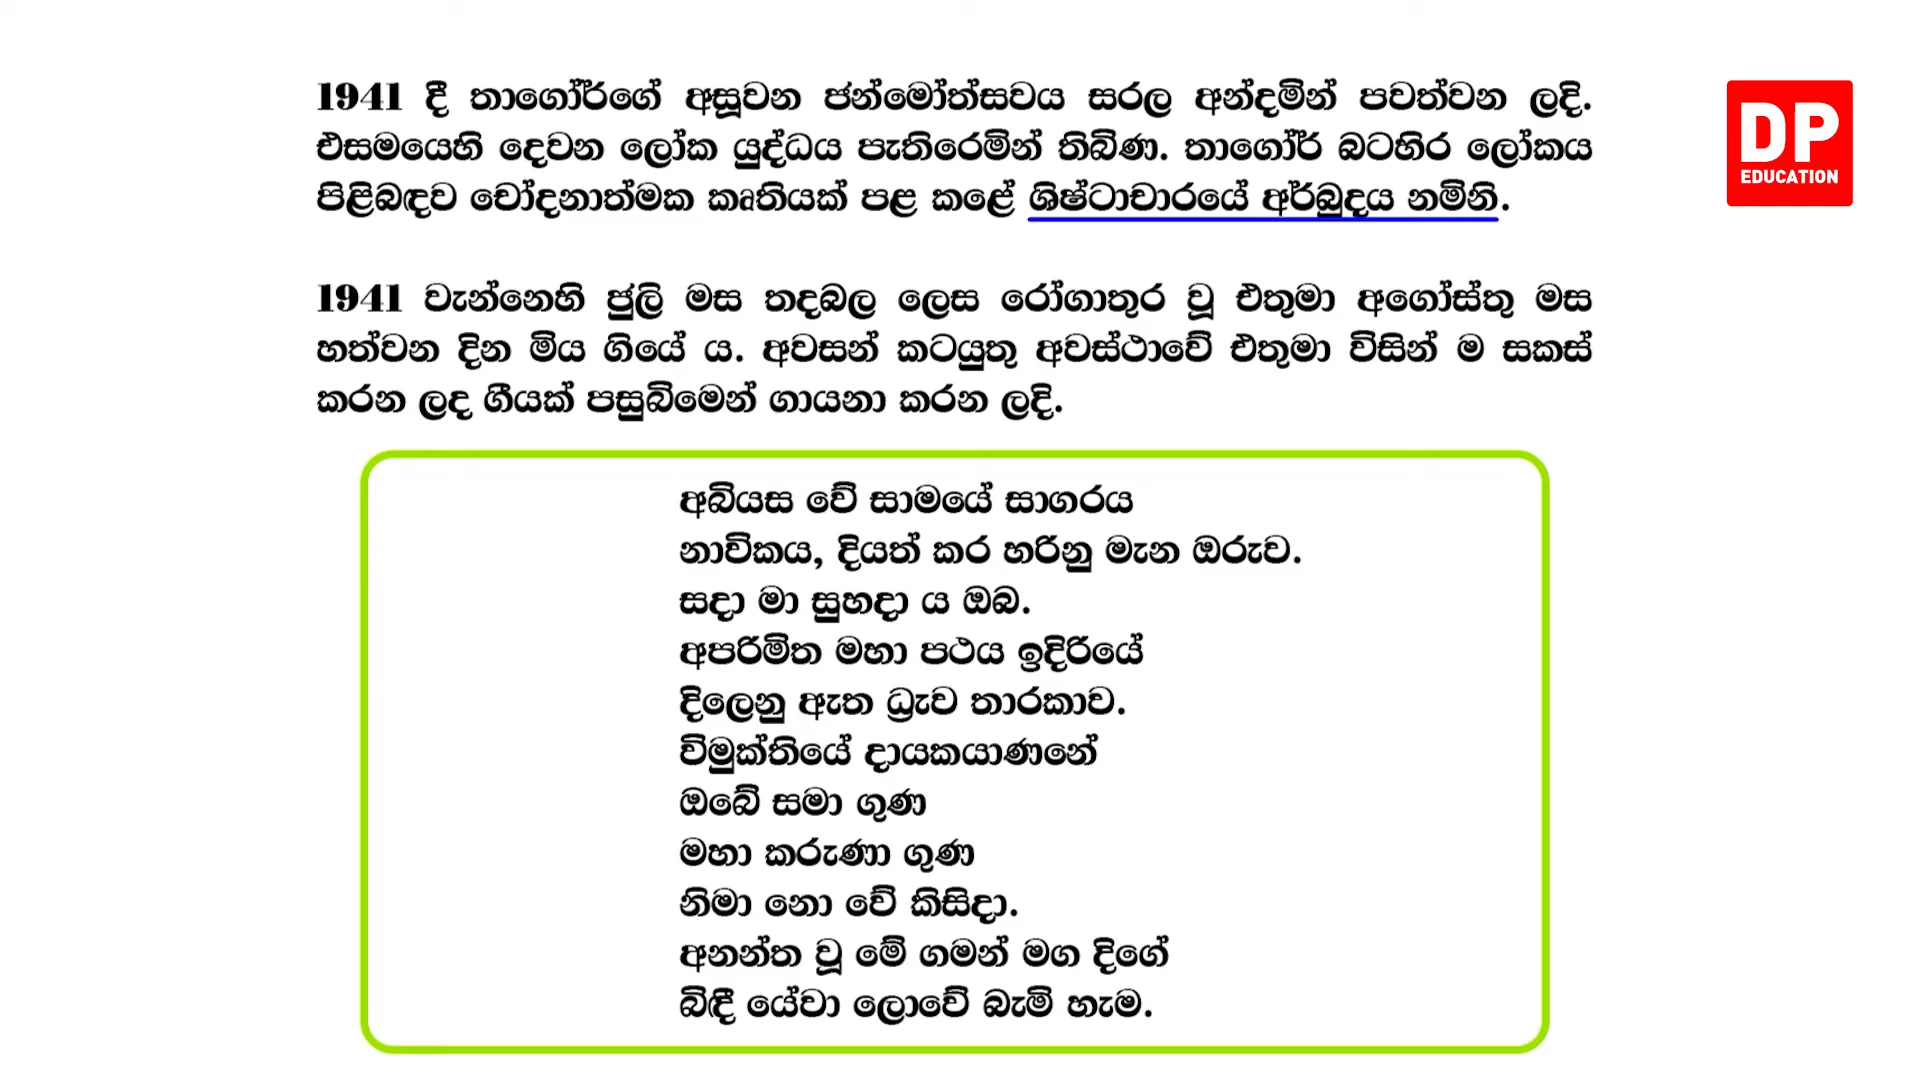 1941 දී තාගෝර්ගේ අසූවන ජන්මෝත්සවය සරල අන්දමින් පවත්වන ලදි.
එසමයෙහි දෙවන ලෝක යුද්ධය පැතිරෙමින් තිබිණ. තාගෝර් බටහිර ලෝකය
පිළිබඳව චෝදනාත්මක කෘතියක් පළ කළේ ශිෂ්ටාචාරයේ අර්බුදය නමිනි.
1941 වැන්නෙහි ජුලි මස තදබල ලෙස රෝගාතුර වූ එතුමා අගෝස්තු මස
හත්වන දින මිය ගියේ ය. අවසන් කටයුතු අවස්ථාවේ එතුමා විසින් ම සකස්
කරන ලද ගීයක් පසුබිමෙන් ගායනා කරන ලදි.
අබියස වේ සාමයේ සාගරය
නාවිකය, දියත් කර හරිනු මැන ඔරුව.
සදා මා සුහදා ය ඔබ.
අපරිමිත මහා පථය ඉදිරියේ
දිලෙනු ඇත ධ්‍රැව තාරකාව.
විමුක්තියේ දායකයාණනේ
ඔබේ සමා ගුණ
මහා කරුණා ගුණ
නිමා නො වේ කිසිදා.
අනන්ත වූ මේ ගමන් මග දිගේ
බිඳී යේවා ලොවේ බැමි හැම.
DP
EDUCATION